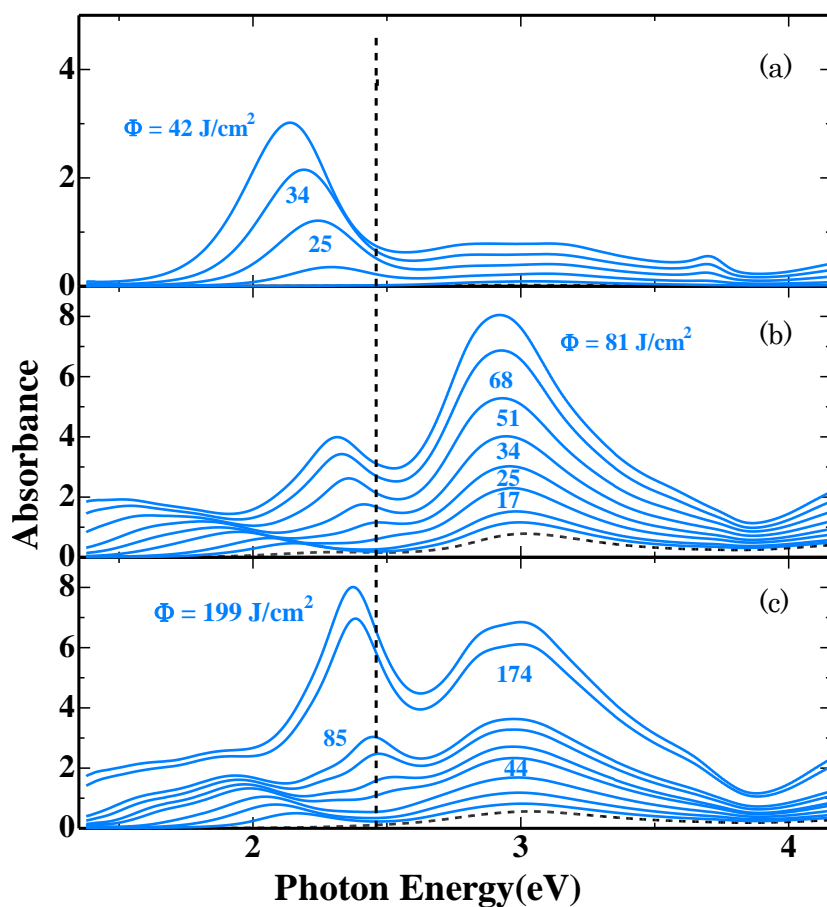 (a)
4
Φ = 42 J/cm²
34
2
25
0
(b)
8
Φ = 81 J/cm²
6
68
51
4
34
25
2
17
0
(c)
8
Φ = 199 J/cm²
6
174
4
85
44
2
0
2 3 4
Photon Energy(eV)
Absorbance